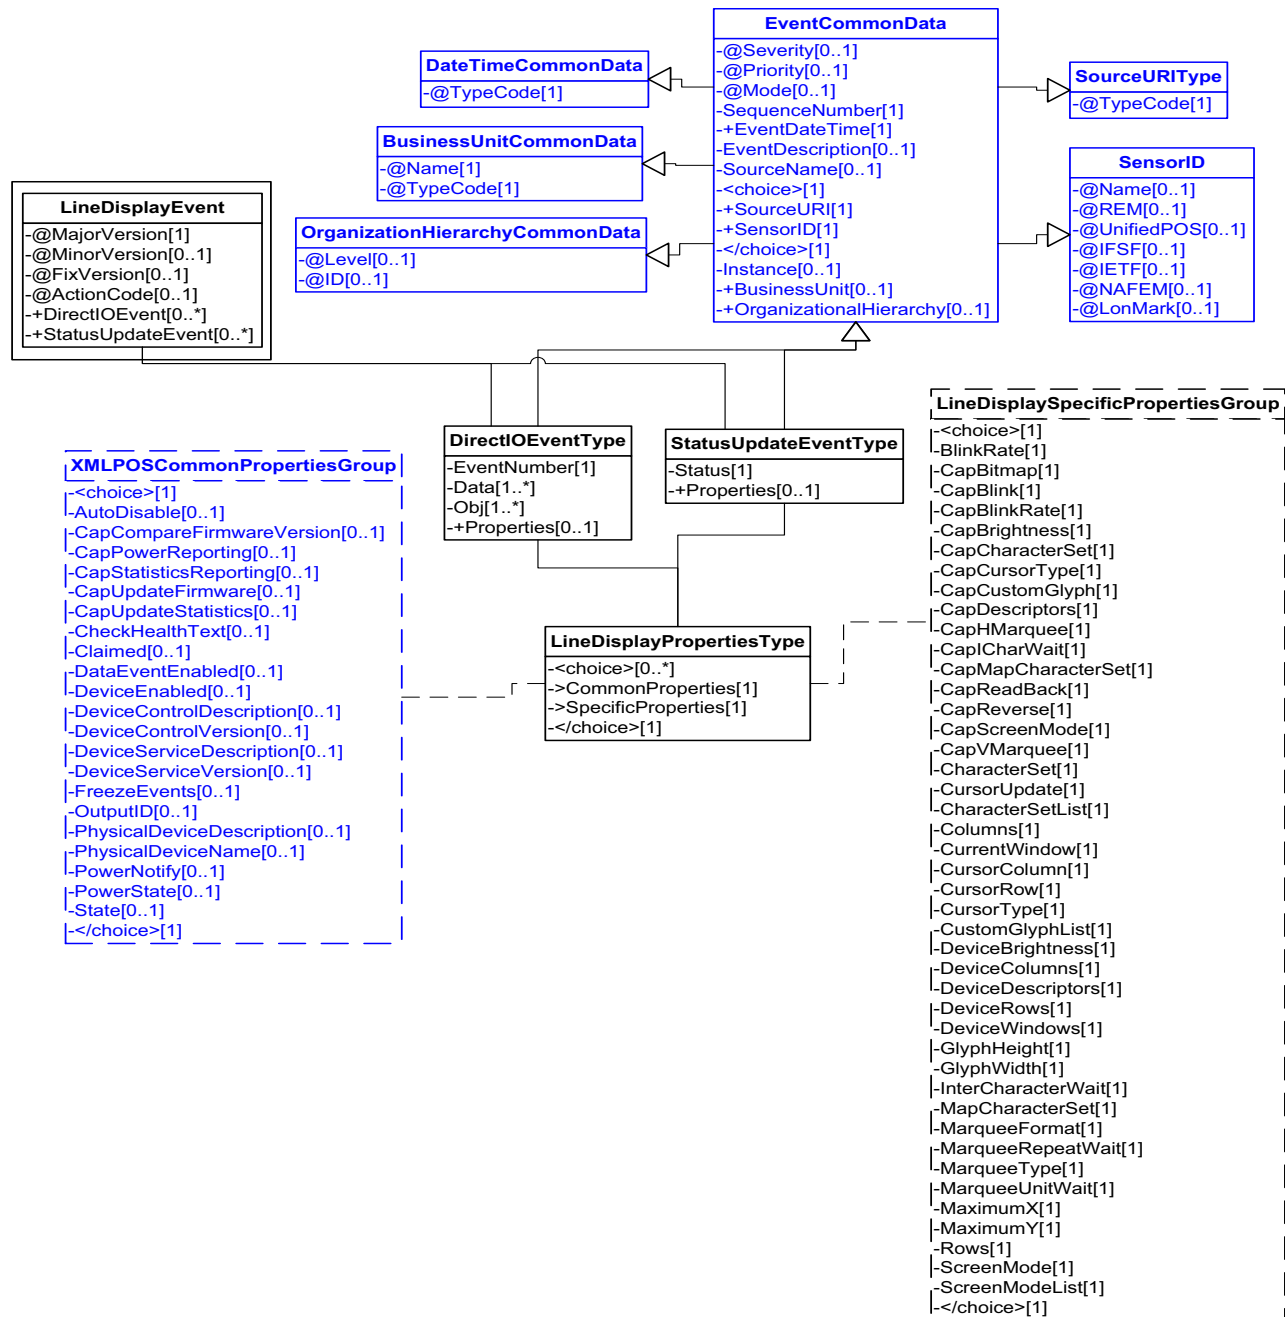 EventCommonData
-@Severity[0..1]
-@Priority[0..1]
-@Mode[0..1]
-SequenceNumber[1]
-+EventDateTime[1]
-EventDescription[0..1]
-SourceName[0..1]
-<choice>[1]
-+SourceURI[1]
-+SensorID[1]
-</choice>[1]
-Instance[0..1]
-+BusinessUnit[0..1]
-+OrganizationalHierarchy[0..1]
DateTimeCommonData
-@TypeCode[1]
SourceURIType
-@TypeCode[1]
BusinessUnitCommonData
-@Name[1]
-@TypeCode[1]
SensorID
-@Name[0..1]
-@REM[0..1]
-@UnifiedPOS[0..1]
-@IFSF[0..1]
-@IETF[0..1]
-@NAFEM[0..1]
-@LonMark[0..1]
LineDisplayEvent
-@MajorVersion[1]
-@MinorVersion[0..1]
-@FixVersion[0..1]
-@ActionCode[0..1]
-+DirectIOEvent[0..*]
-+StatusUpdateEvent[0..*]
OrganizationHierarchyCommonData
-@Level[0..1]
-@ID[0..1]
DirectIOEventType
-EventNumber[1]
-Data[1..*]
-Obj[1..*]
-+Properties[0..1]
StatusUpdateEventType
-Status[1]
-+Properties[0..1]
XMLPOSCommonPropertiesGroup
-<choice>[1]
-AutoDisable[0..1]
-CapCompareFirmwareVersion[0..1]
-CapPowerReporting[0..1]
-CapStatisticsReporting[0..1]
-CapUpdateFirmware[0..1]
-CapUpdateStatistics[0..1]
-CheckHealthText[0..1]
-Claimed[0..1]
-DataEventEnabled[0..1]
-DeviceEnabled[0..1]
-DeviceControlDescription[0..1]
-DeviceControlVersion[0..1]
-DeviceServiceDescription[0..1]
-DeviceServiceVersion[0..1]
-FreezeEvents[0..1]
-OutputID[0..1]
-PhysicalDeviceDescription[0..1]
-PhysicalDeviceName[0..1]
-PowerNotify[0..1]
-PowerState[0..1]
-State[0..1]
-</choice>[1]
LineDisplayPropertiesType
-<choice>[0..*]
->CommonProperties[1]
->SpecificProperties[1]
-</choice>[1]
LineDisplaySpecificPropertiesGroup
-<choice>[1]
-BlinkRate[1]
-CapBitmap[1]
-CapBlink[1]
-CapBlinkRate[1]
-CapBrightness[1]
-CapCharacterSet[1]
-CapCursorType[1]
-CapCustomGlyph[1]
-CapDescriptors[1]
-CapHMarquee[1]
-CapICharWait[1]
-CapMapCharacterSet[1]
-CapReadBack[1]
-CapReverse[1]
-CapScreenMode[1]
-CapVMarquee[1]
-CharacterSet[1]
-CursorUpdate[1]
-CharacterSetList[1]
-Columns[1]
-CurrentWindow[1]
-CursorColumn[1]
-CursorRow[1]
-CursorType[1]
-CustomGlyphList[1]
-DeviceBrightness[1]
-DeviceColumns[1]
-DeviceDescriptors[1]
-DeviceRows[1]
-DeviceWindows[1]
-GlyphHeight[1]
-GlyphWidth[1]
-InterCharacterWait[1]
-MapCharacterSet[1]
-MarqueeFormat[1]
-MarqueeRepeatWait[1]
-MarqueeType[1]
-MarqueeUnitWait[1]
-MaximumX[1]
-MaximumY[1]
-Rows[1]
-ScreenMode[1]
-ScreenModeList[1]
-</choice>[1]